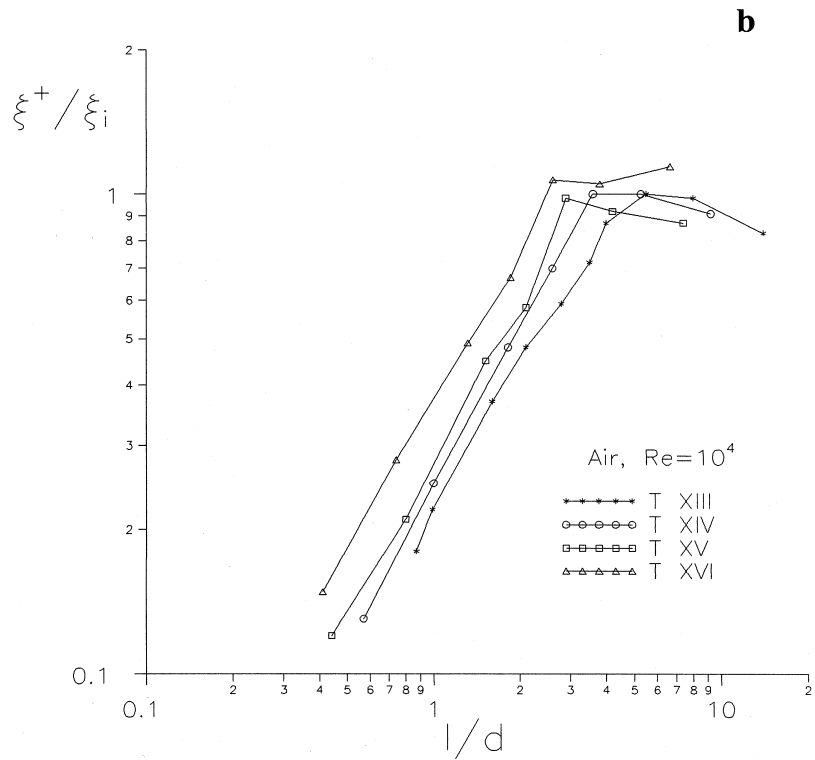 b
2
ξ⁺/ξᵢ
1
9
8
7
6
5
4
3
2
0.1
Air, Re=10⁴
T XIII
T XIV
T XV
T XVI
2 3 4 5 6 7 8 9 2 3 4 5 6 7 8 9 2
0.1 1 10
l/d